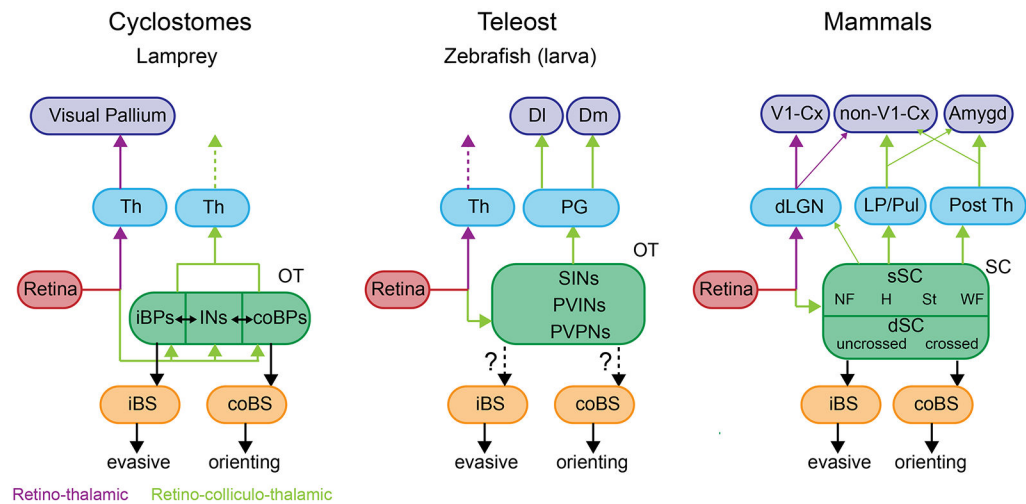 Cyclostomes
Lamprey
Visual Pallium
Th
Th
Retina
OT
iBPs
INs
coBPs
iBS
coBS
evasive
orienting
Retino-thalamic
Retino-colliculo-thalamic
Teleost
Zebrafish (larva)
Dl
Dm
Th
PG
OT
Retina
SINs
PVINs
PVPNs
?
?
iBS
coBS
evasive
orienting
Mammals
V1-Cx
non-V1-Cx
Amygd
dLGN
LP/Pul
Post Th
Retina
SC
sSC
NF
H
St
WF
dSC
uncrossed
crossed
iBS
coBS
evasive
orienting